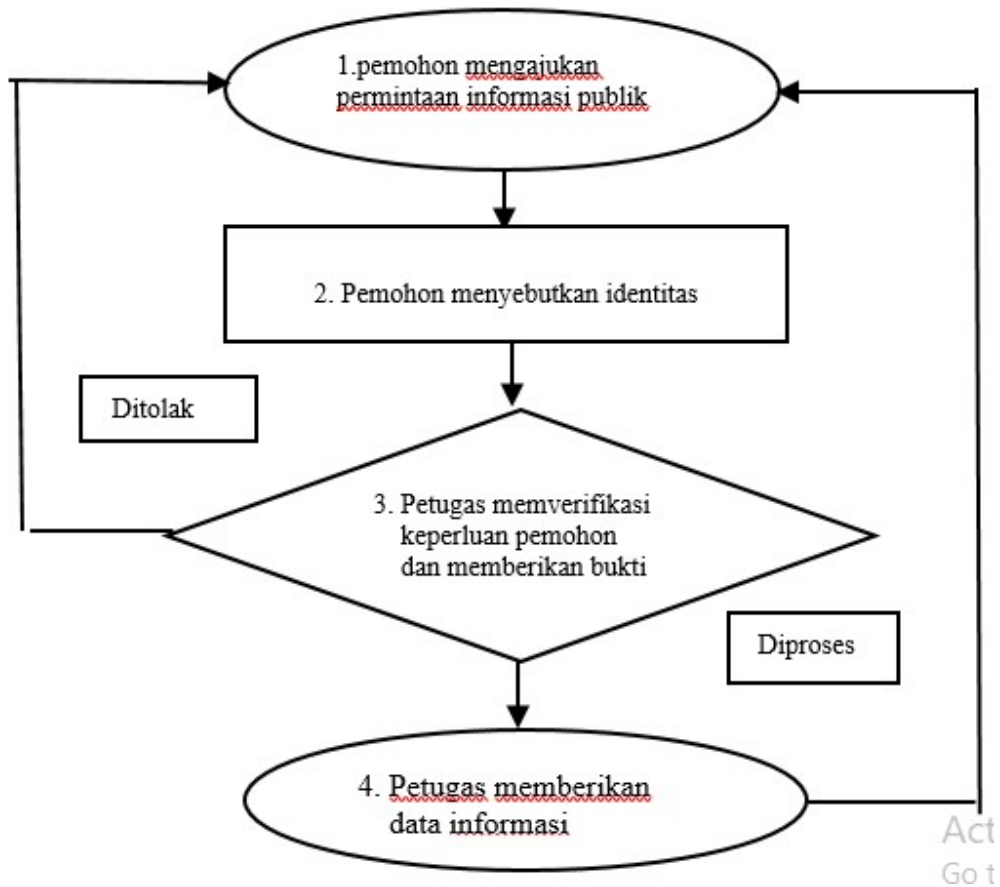 1.pemohon mengajukan
permintaan informasi publik
2. Pemohon menyebutkan identitas
Ditolak
3. Petugas memverifikasi
keperluan pemohon
dan memberikan bukti
Diproses
4. Petugas memberikan
data informasi